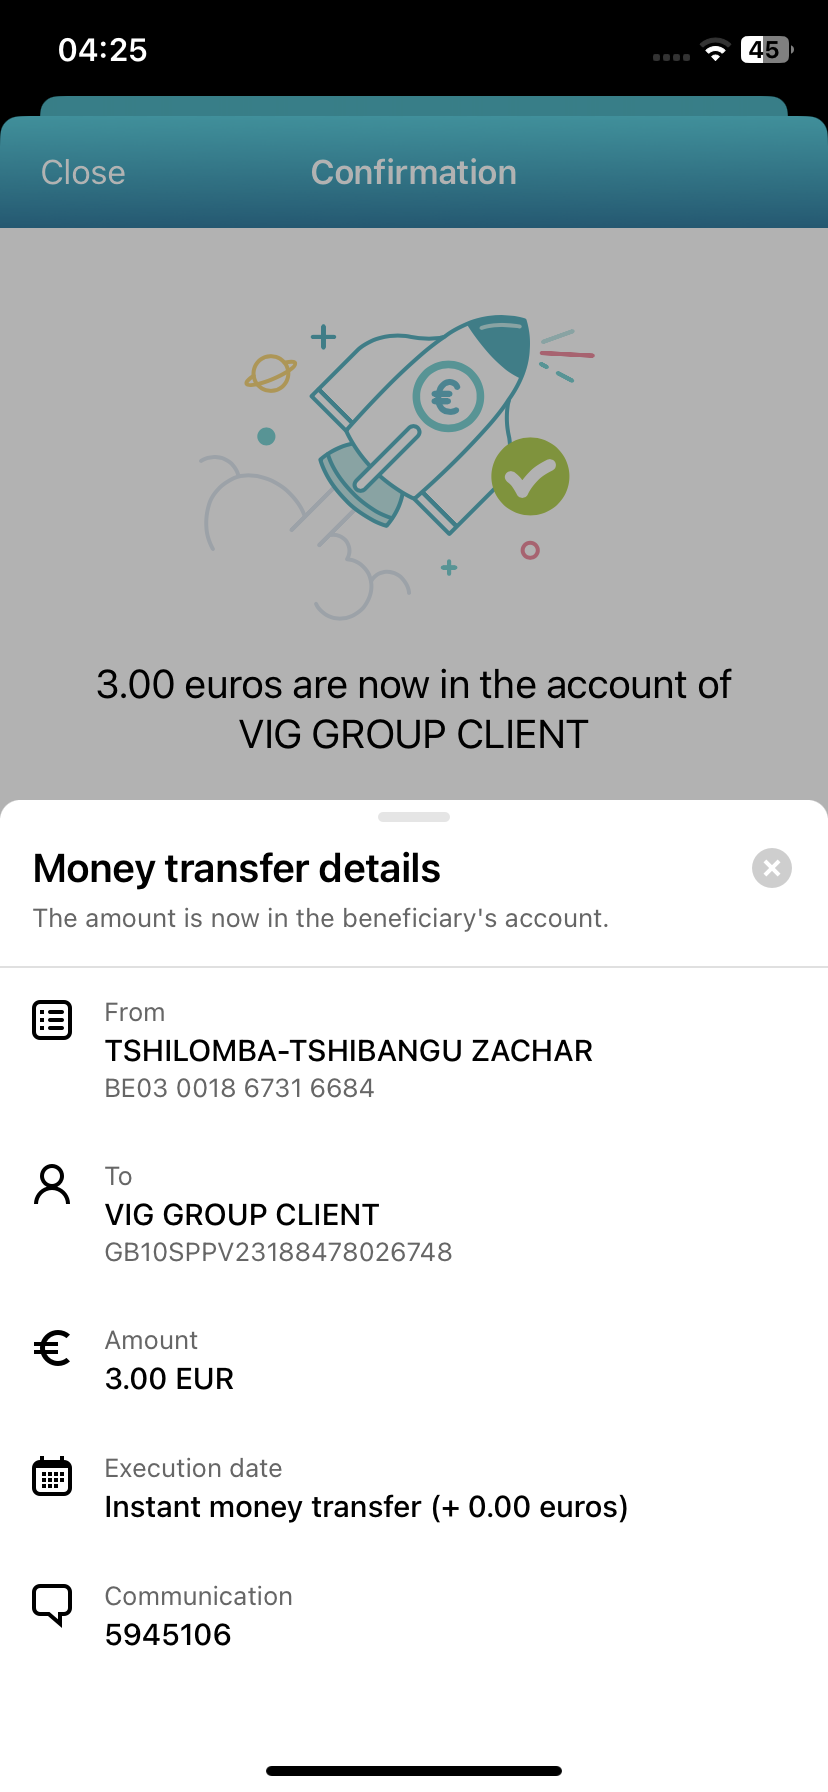 04:25
45
Close
Confirmation
€
3.00 euros are now in the account of
VIG GROUP CLIENT
Money transfer details
The amount is now in the beneficiary's account.
From
TSHILOMBA-TSHIBANGU ZACHAR
BE03 0018 6731 6684
To
VIG GROUP CLIENT
GB10SPPV23188478026748
€
Amount
3.00 EUR
Execution date
Instant money transfer (+ 0.00 euros)
Communication
5945106